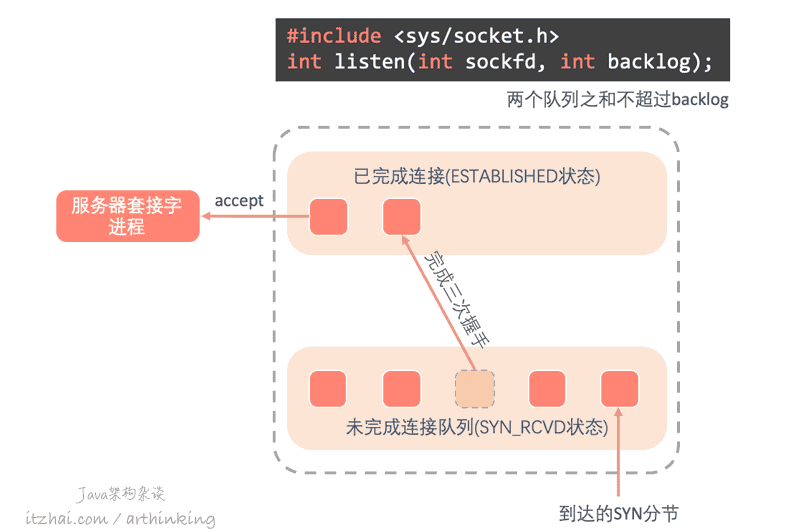 #include <sys/socket.h>
int listen(int sockfd, int backlog);
两个队列之和不超过backlog
已完成连接(ESTABLISHED状态)
accept
服务器套接字
进程
完成三次握手
未完成连接队列(SYN_RCVD状态)
到达的SYN分节
Java架构杂谈
itzhai.com / arthinking